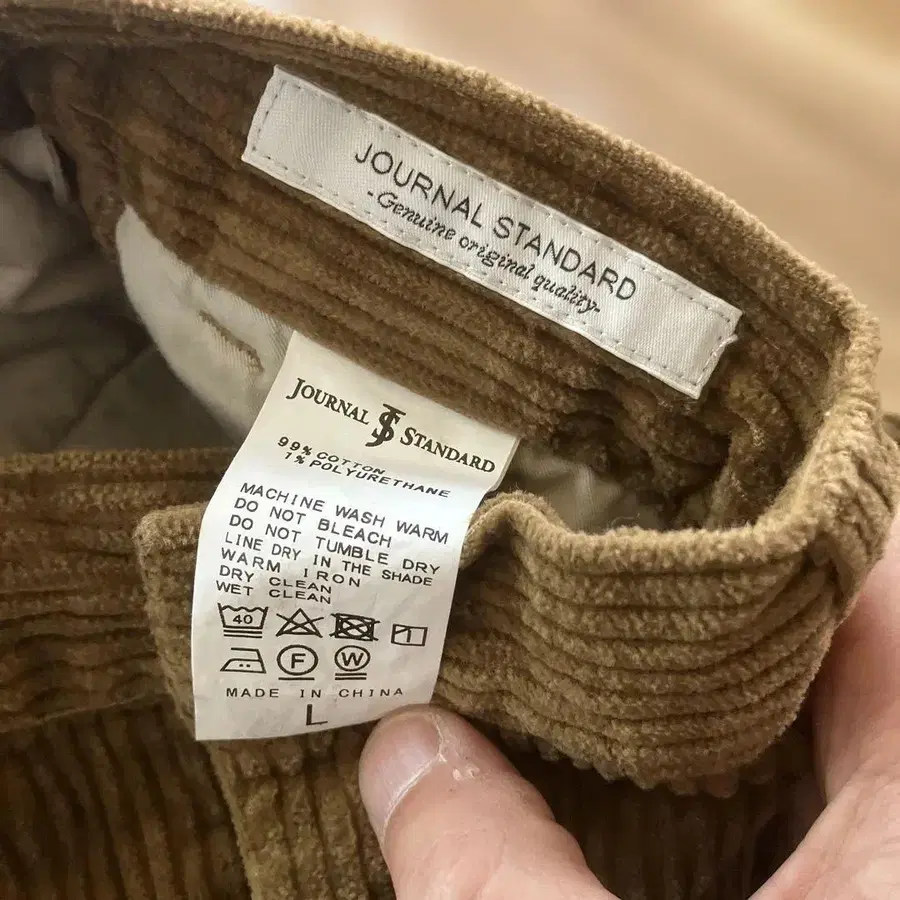 JOURNAL STANDARD
-Genuine original quality-
JOURNAL JS STANDARD
99% COTTON
1% POLYURETHANE
MACHINE WASH WARM
DO NOT BLEACH
DO NOT TUMBLE DRY
LINE DRY IN THE SHADE
WARM IRON
DRY CLEAN
WET CLEAN
40
F W
MADE IN CHINA
L